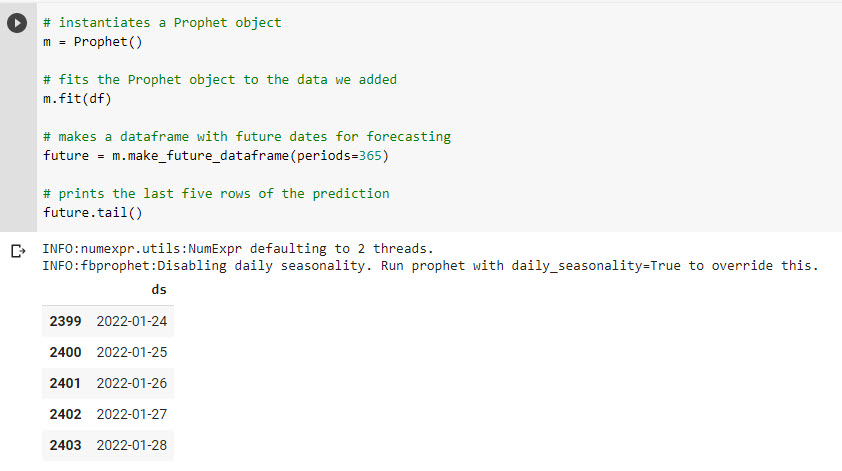 # instantiates a Prophet object
m = Prophet()
# fits the Prophet object to the data we added
m.fit(df)
# makes a dataframe with future dates for forecasting
future = m.make_future_dataframe(periods=365)
# prints the last five rows of the prediction
future.tail()
INFO:numexpr.utils:NumExpr defaulting to 2 threads.
INFO:fbprophet:Disabling daily seasonality. Run prophet with daily_seasonality=True to override this.
ds
2399 2022-01-24
2400 2022-01-25
2401 2022-01-26
2402 2022-01-27
2403 2022-01-28